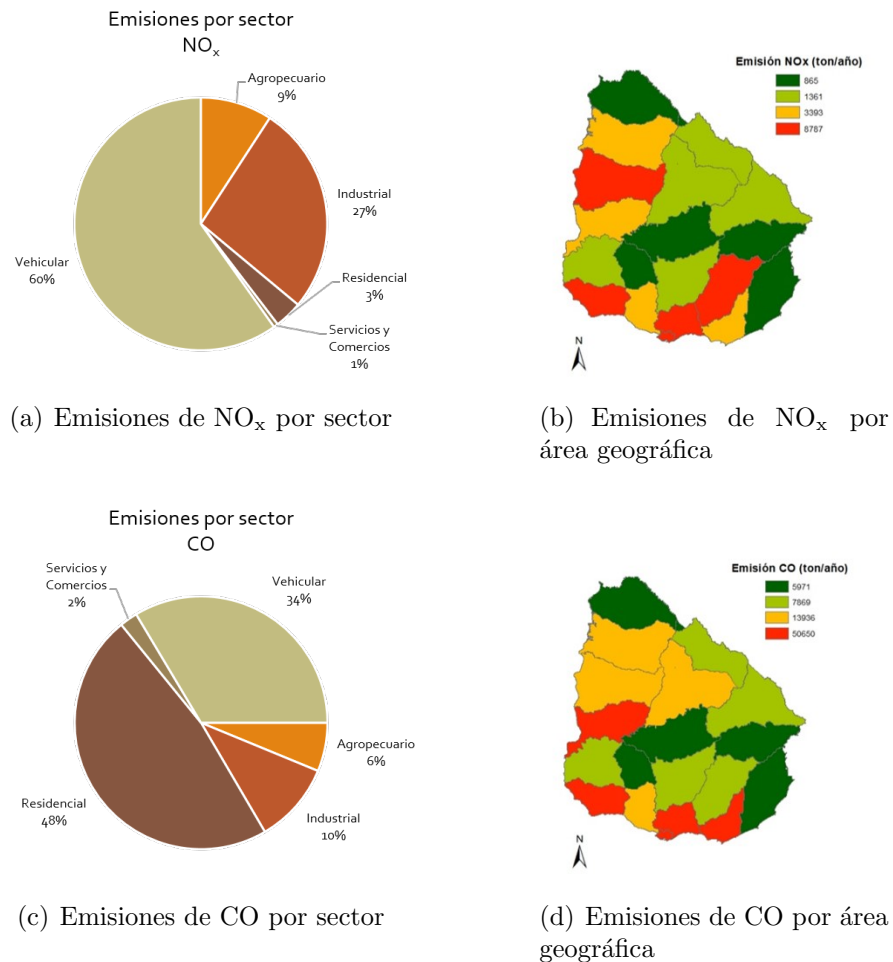 Emisiones por sector
NOx
Agropecuario
9%
Industrial
27%
Residencial
3%
Servicios y
Comercios
1%
Vehicular
60%
Emisión NOx (ton/año)
865
1361
3393
8787
N
(a) Emisiones de NOx por sector
(b) Emisiones de NOx por
área geográfica
Emisiones por sector
CO
Servicios y
Comercios
2%
Vehicular
34%
Agropecuario
6%
Industrial
10%
Residencial
48%
Emisión CO (ton/año)
5971
7869
13936
50650
N
(c) Emisiones de CO por sector
(d) Emisiones de CO por área
geográfica